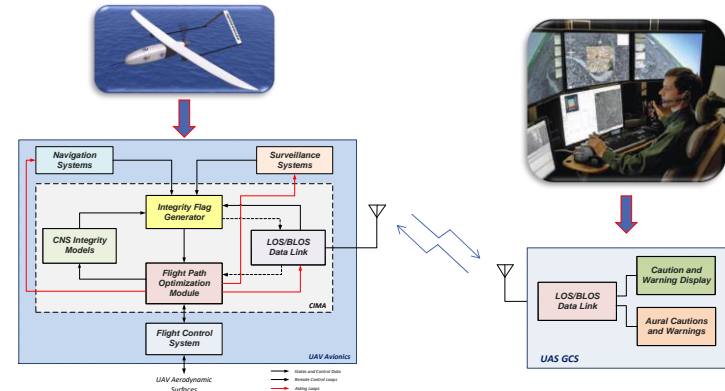 Navigation
Systems
Surveillance
Systems
Integrity Flag
Generator
CNS Integrity
Models
LOS/BLOS
Data Link
Flight Path
Optimization
Module
CIMA
Flight Control
System
UAV Avionics
UAV Aerodynamic
Surfaces
States and Control Data
Remote Control Loops
Aiding Loops
LOS/BLOS
Data Link
Caution and
Warning Display
Aural Cautions
and Warnings
UAS GCS